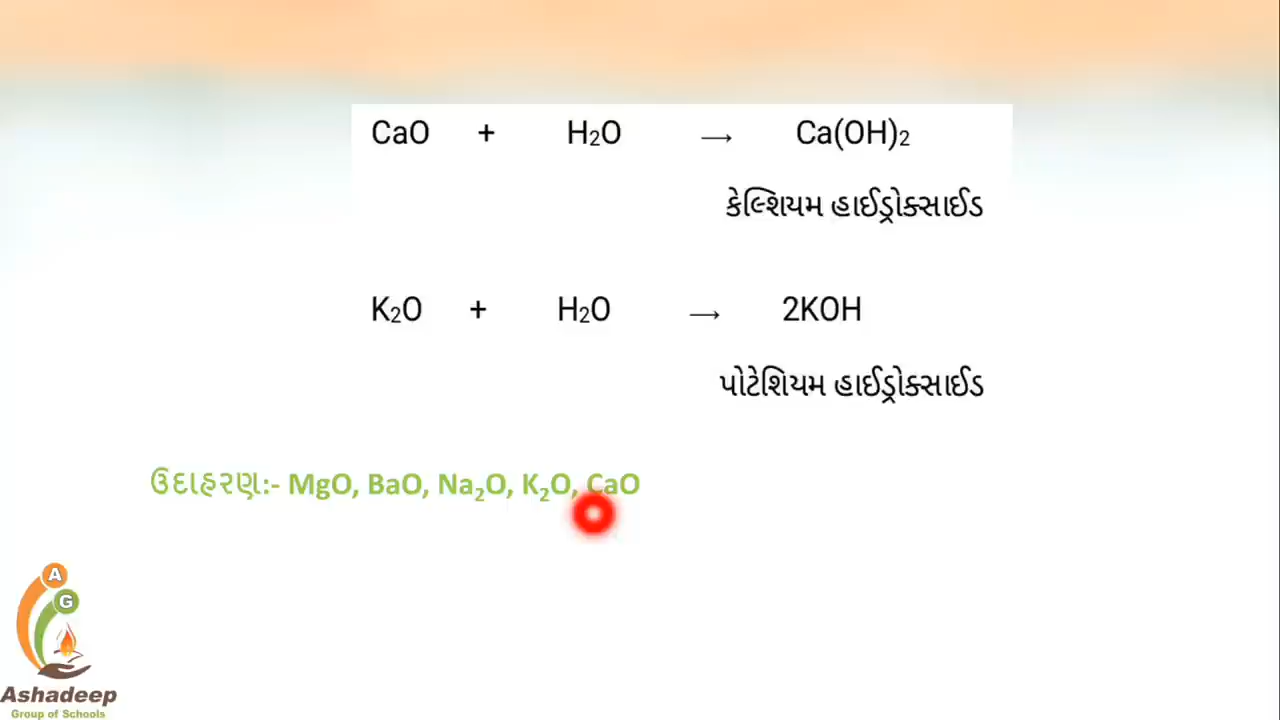 CaO + H₂O → Ca(OH)₂
કેલ્શિયમ હાઈડ્રોક્સાઈડ
K₂O + H₂O → 2KOH
પોટેશિયમ હાઈડ્રોક્સાઈડ
ઉદાહરણ:- MgO, BaO, Na₂O, K₂O, CaO
A
G
Ashadeep
Group of Schools